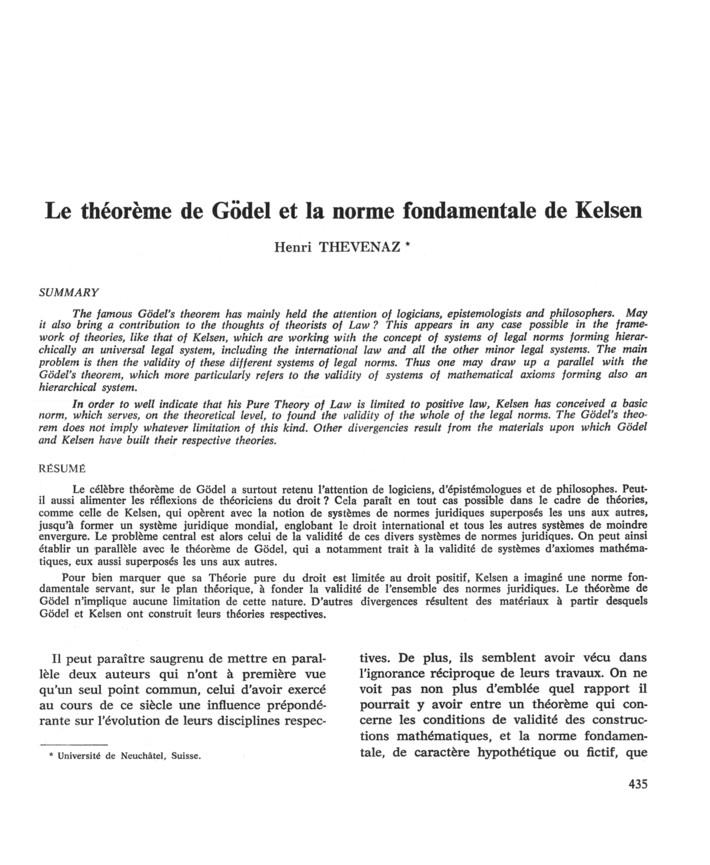 Le théorème de Gödel et la norme fondamentale de Kelsen
Henri THEVENAZ *
SUMMARY
The famous Gödel's theorem has mainly held the attention of logicians, epistemologists and philosophers. May
it also bring a contribution to the thoughts of theorists of Law ? This appears in any case possible in the frame-
work of theories, like that of Kelsen, which are working with the concept of systems of legal norms forming hierar-
chically an universal legal system, including the international law and all the other minor legal systems. The main
problem is then the validity of these different systems of legal norms. Thus one may draw up a parallel with the
Gödel's theorem, which more particularly refers to the validity of systems of mathematical axioms forming also an
hierarchical system.
In order to well indicate that his Pure Theory of Law is limited to positive law, Kelsen has conceived a basic
norm, which serves, on the theoretical level, to found the validity of the whole of the legal norms. The Gödel's theo-
rem does not imply whatever limitation of this kind. Other divergencies result from the materials upon which Gödel
and Kelsen have built their respective theories.
RÉSUMÉ
Le célèbre théorème de Gödel a surtout retenu l'attention de logiciens, d'épistémologues et de philosophes. Peut-
il aussi alimenter les réflexions de théoriciens du droit ? Cela paraît en tout cas possible dans le cadre de théories,
comme celle de Kelsen, qui opèrent avec la notion de systèmes de normes juridiques superposés les uns aux autres,
jusqu'à former un système juridique mondial, englobant le droit international et tous les autres systèmes de moindre
envergure. Le problème central est alors celui de la validité de ces divers systèmes de normes juridiques. On peut ainsi
établir un parallèle avec le théorème de Gödel, qui a notamment trait à la validité de systèmes d'axiomes mathéma-
tiques, eux aussi superposés les uns aux autres.
Pour bien marquer que sa Théorie pure du droit est limitée au droit positif, Kelsen a imaginé une norme fon-
damentale servant, sur le plan théorique, à fonder la validité de l'ensemble des normes juridiques. Le théorème de
Gödel n'implique aucune limitation de cette nature. D'autres divergences résultent des matériaux à partir desquels
Gödel et Kelsen ont construit leurs théories respectives.
Il peut paraître saugrenu de mettre en paral-
lèle deux auteurs qui n'ont à première vue
qu'un seul point commun, celui d'avoir exercé
au cours de ce siècle une influence prépondé-
rante sur l'évolution de leurs disciplines respec-
* Université de Neuchâtel, Suisse.
tives. De plus, ils semblent avoir vécu dans
l'ignorance réciproque de leurs travaux. On ne
voit pas non plus d'emblée quel rapport il
pourrait y avoir entre un théorème qui con-
cerne les conditions de validité des construc-
tions mathématiques, et la norme fondamen-
tale, de caractère hypothétique ou fictif, que
435